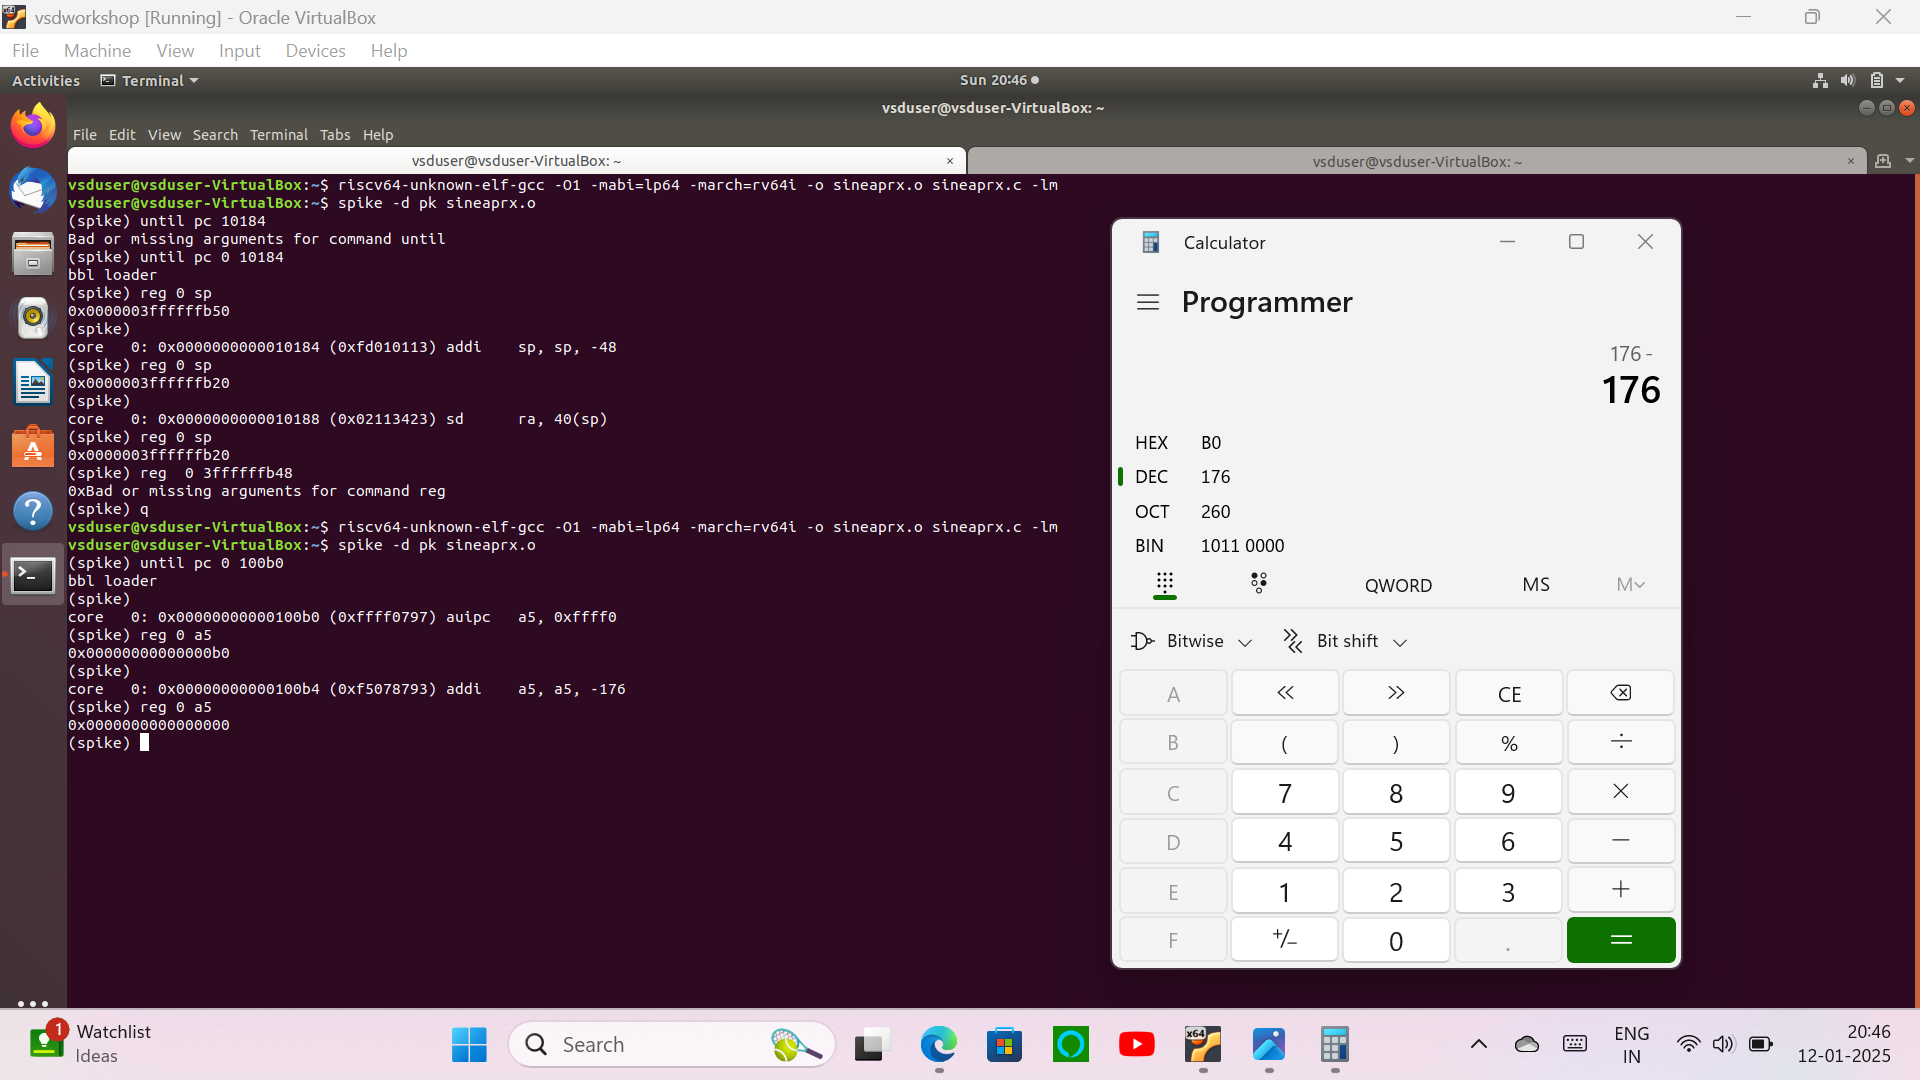 vsdworkshop [Running] - Oracle VirtualBox
File Machine View Input Devices Help
Activities Terminal Sun 20:46
vsduser@vsduser-VirtualBox: ~
File Edit View Search Terminal Tabs Help
vsduser@vsduser-VirtualBox: ~ × vsduser@vsduser-VirtualBox: ~ ×
vsduser@vsduser-VirtualBox:~$ riscv64-unknown-elf-gcc -O1 -mabi=lp64 -march=rv64i -o sineaprx.o sineaprx.c -lm
vsduser@vsduser-VirtualBox:~$ spike -d pk sineaprx.o
(spike) until pc 10184
Bad or missing arguments for command until
(spike) until pc 0 10184
bbl loader
(spike) reg 0 sp
0x0000003ffffffb50
(spike)
core   0: 0x0000000000010184 (0xfd010113) addi    sp, sp, -48
(spike) reg 0 sp
0x0000003ffffffb20
(spike)
core   0: 0x0000000000010188 (0x02113423) sd      ra, 40(sp)
(spike) reg 0 sp
0x0000003ffffffb20
(spike) reg  0 3ffffffb48
0xBad or missing arguments for command reg
(spike) q
vsduser@vsduser-VirtualBox:~$ riscv64-unknown-elf-gcc -O1 -mabi=lp64 -march=rv64i -o sineaprx.o sineaprx.c -lm
vsduser@vsduser-VirtualBox:~$ spike -d pk sineaprx.o
(spike) until pc 0 100b0
bbl loader
(spike)
core   0: 0x00000000000100b0 (0xffff0797) auipc   a5, 0xffff0
(spike) reg 0 a5
0x00000000000000b0
(spike)
core   0: 0x00000000000100b4 (0xf5078793) addi    a5, a5, -176
(spike) reg 0 a5
0x0000000000000000
(spike)
Calculator
Programmer
176 -
176
HEX B0
DEC 176
OCT 260
BIN 1011 0000
QWORD MS M
Bitwise Bit shift
A << >> CE
B ( ) % ÷
C 7 8 9 ×
D 4 5 6 −
E 1 2 3 +
F +/− 0 . =
1 Watchlist
Ideas
Search
x64
ENG
IN
20:46
12-01-2025